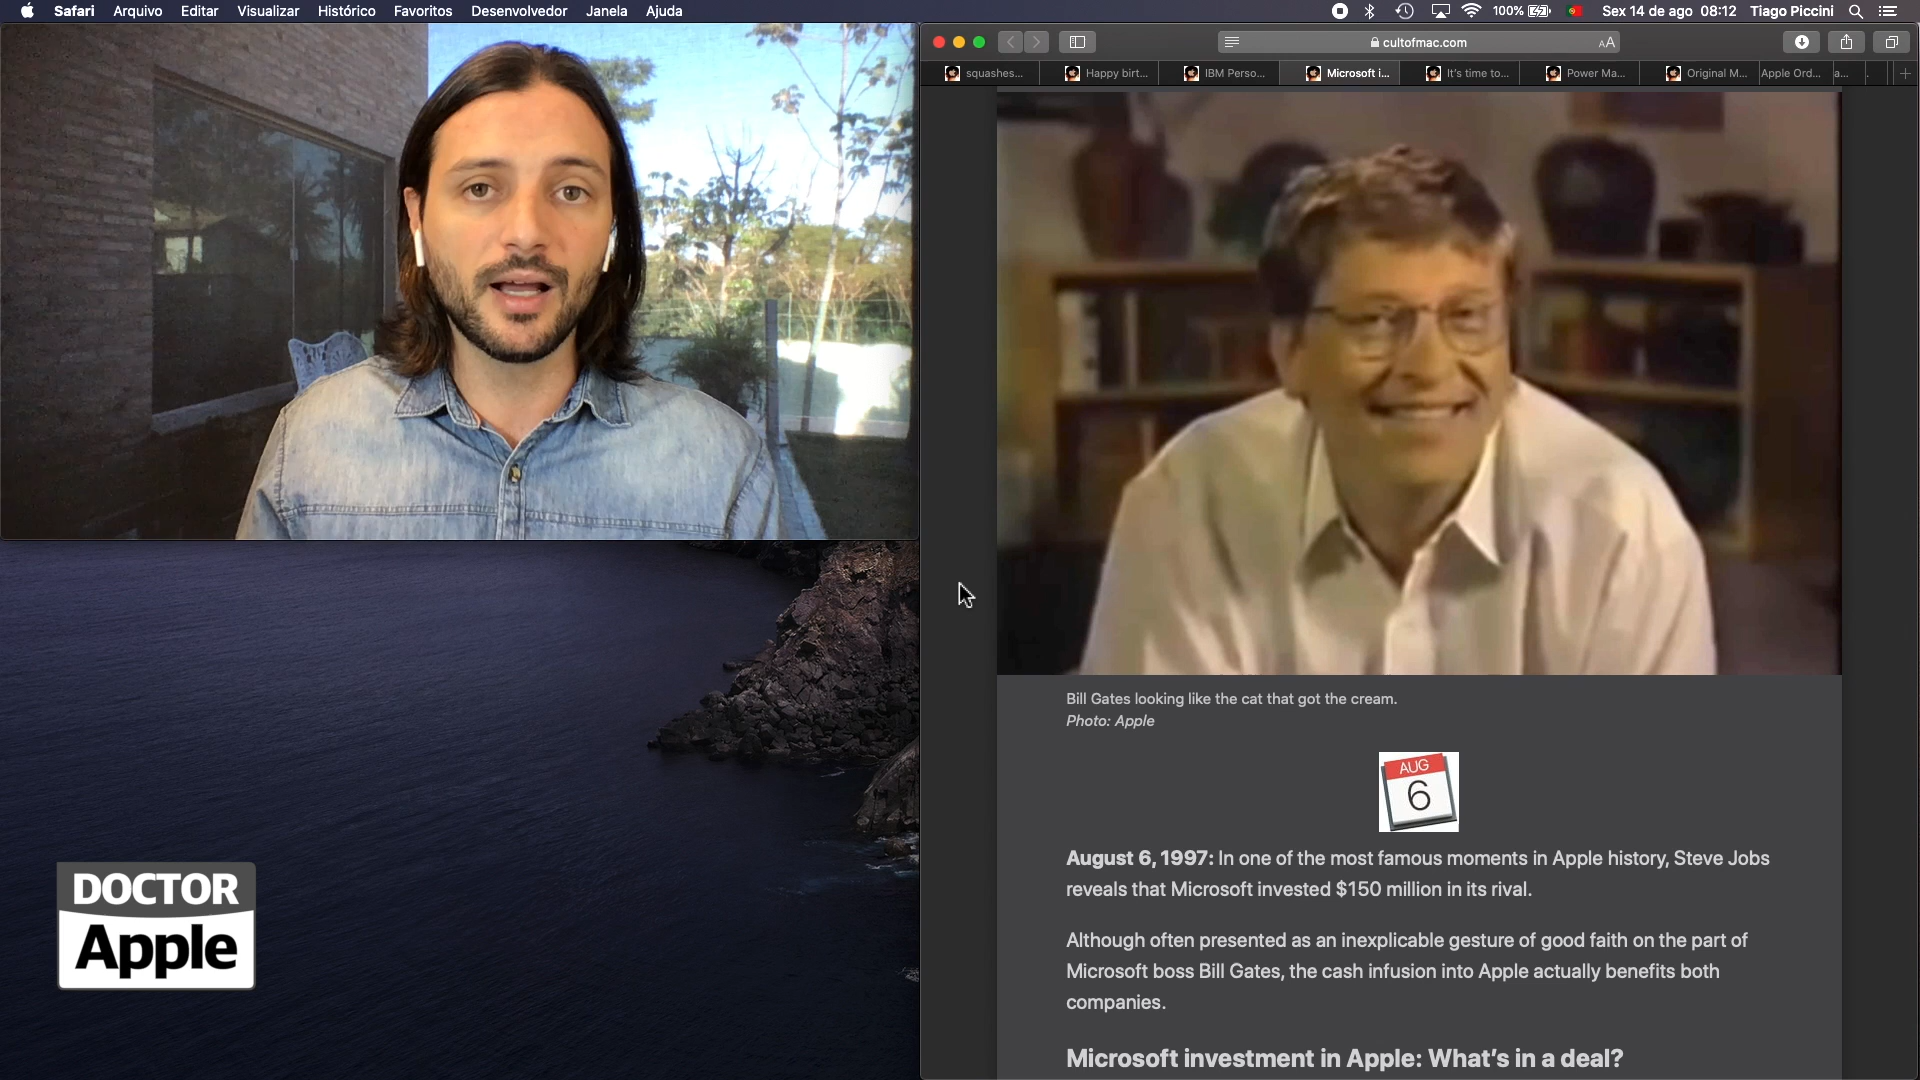 Safari Arquivo Editar Visualizar Histórico Favoritos Desenvolvedor Janela Ajuda 100% Sex 14 de ago 08:12 Tiago Piccini
cultofmac.com AA
squashes... Happy birt... IBM Perso... Microsoft i... It's time to... Power Ma... Original M... Apple Ord... a... .
Bill Gates looking like the cat that got the cream.
Photo: Apple
AUG
6
August 6, 1997: In one of the most famous moments in Apple history, Steve Jobs
reveals that Microsoft invested $150 million in its rival.
Although often presented as an inexplicable gesture of good faith on the part of
Microsoft boss Bill Gates, the cash infusion into Apple actually benefits both
companies.
Microsoft investment in Apple: What's in a deal?
DOCTOR
Apple